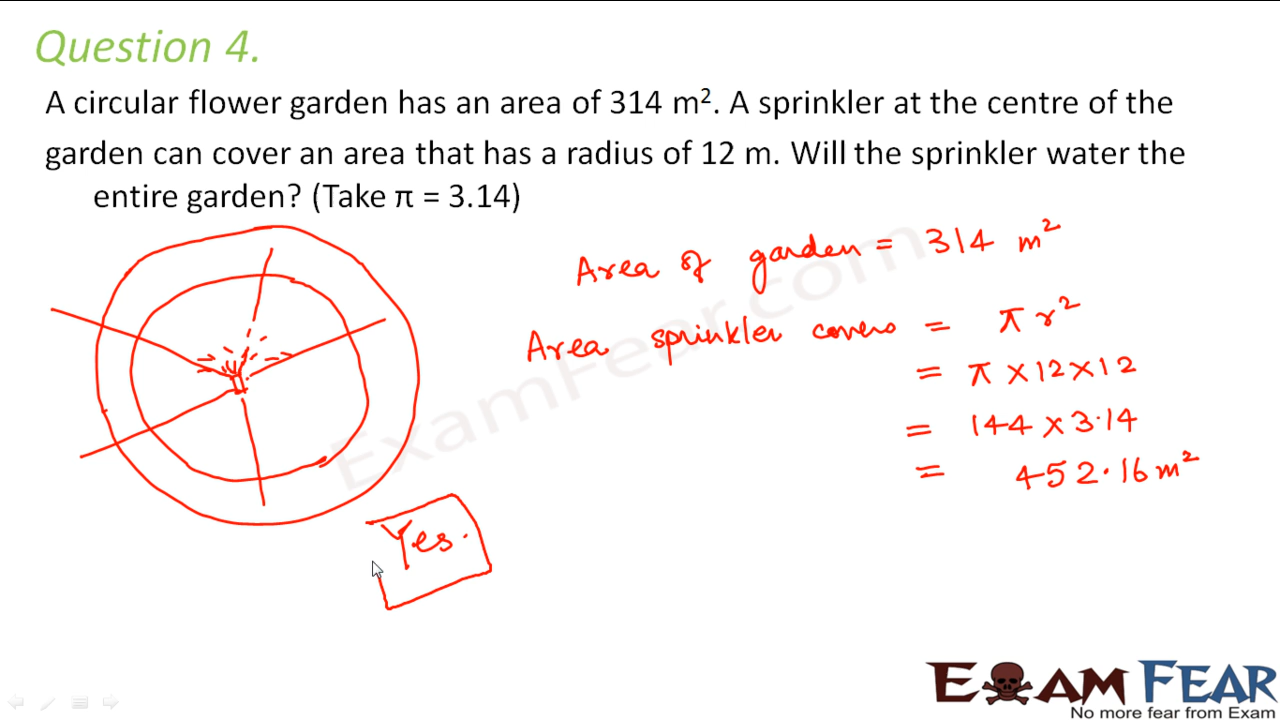 Question 4.
A circular flower garden has an area of 314 m². A sprinkler at the centre of the
garden can cover an area that has a radius of 12 m. Will the sprinkler water the
entire garden? (Take π = 3.14)
Area of garden = 314 m²
Area sprinkler covers = π r²
= π × 12 × 12
= 144 × 3.14
= 452.16 m²
Yes.
ExamFear.com
EXAMFEAR
No more fear from Exam